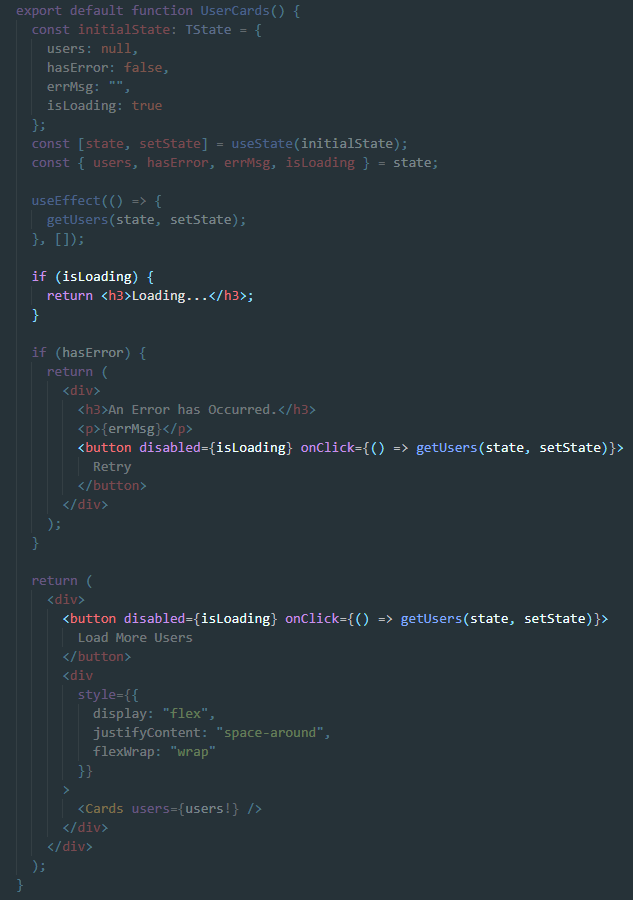 export default function UserCards() {
const initialState: TState = {
users: null,
hasError: false,
errMsg: "",
isLoading: true
};
const [state, setState] = useState(initialState);
const { users, hasError, errMsg, isLoading } = state;
useEffect(() => {
getUsers(state, setState);
}, []);
if (isLoading) {
return <h3>Loading...</h3>;
}
if (hasError) {
return (
<div>
<h3>An Error has Occurred.</h3>
<p>{errMsg}</p>
<button disabled={isLoading} onClick={() => getUsers(state, setState)}>
Retry
</button>
</div>
);
}
return (
<div>
<button disabled={isLoading} onClick={() => getUsers(state, setState)}>
Load More Users
</button>
<div
style={{
display: "flex",
justifyContent: "space-around",
flexWrap: "wrap"
}}
>
<Cards users={users!} />
</div>
</div>
);
}